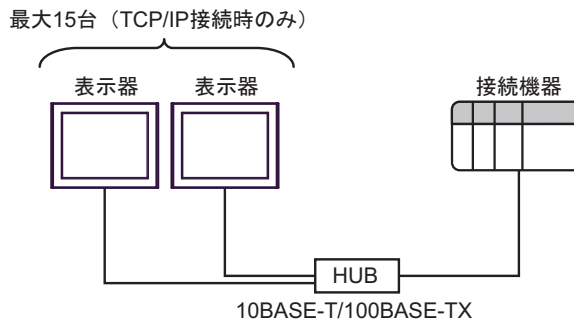 最大15台（TCP/IP接続時のみ）
表示器
表示器
接続機器
HUB
10BASE-T/100BASE-TX